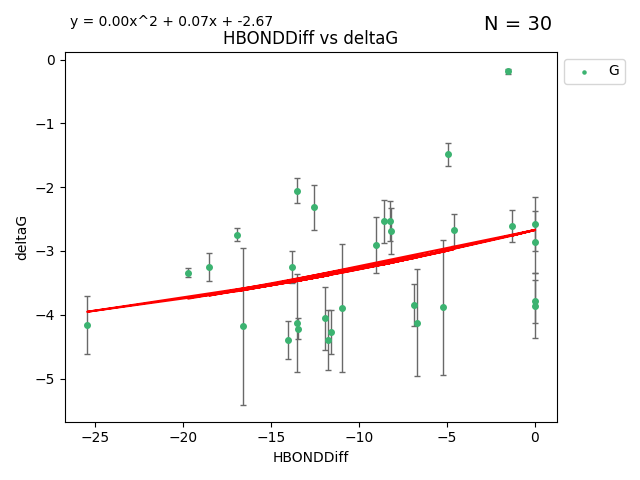 y = 0.00x^2 + 0.07x + -2.67
N = 30
HBONDDiff vs deltaG
G
deltaG
0
−1
−2
−3
−4
−5
−25
−20
−15
−10
−5
0
HBONDDiff